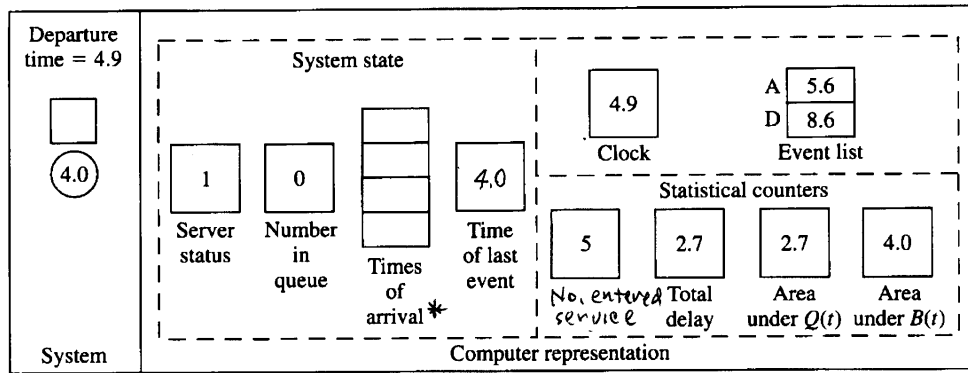 Departure
time = 4.9
4.0
System
System state
1
Server
status
0
Number
in
queue
Times
of
arrival *
4.0
Time
of last
event
4.9
Clock
A 5.6
D 8.6
Event list
Statistical counters
5
No. entered
service
2.7
Total
delay
2.7
Area
under Q(t)
4.0
Area
under B(t)
Computer representation